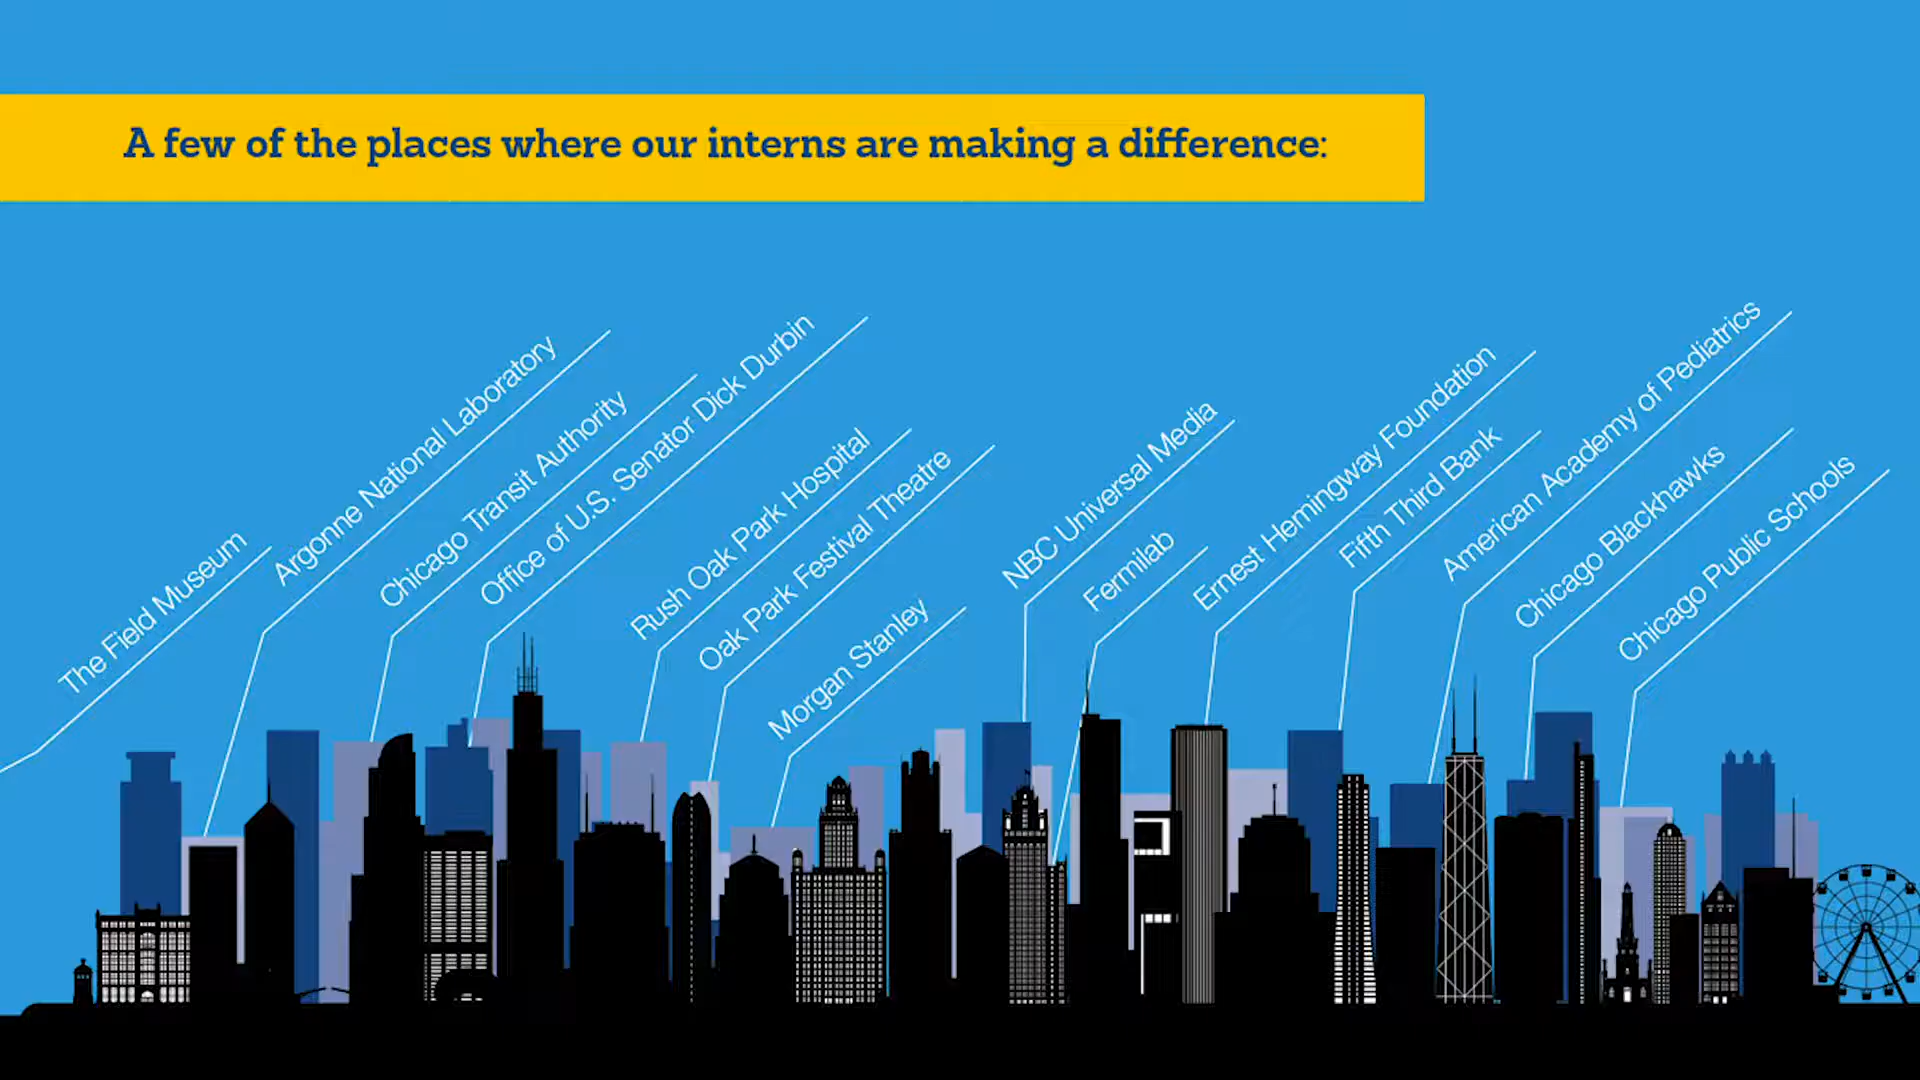 A few of the places where our interns are making a difference:
The Field Museum
Argonne National Laboratory
Chicago Transit Authority
Office of U.S. Senator Dick Durbin
Rush Oak Park Hospital
Oak Park Festival Theatre
Morgan Stanley
NBC Universal Media
Fermilab
Ernest Hemingway Foundation
Fifth Third Bank
American Academy of Pediatrics
Chicago Blackhawks
Chicago Public Schools